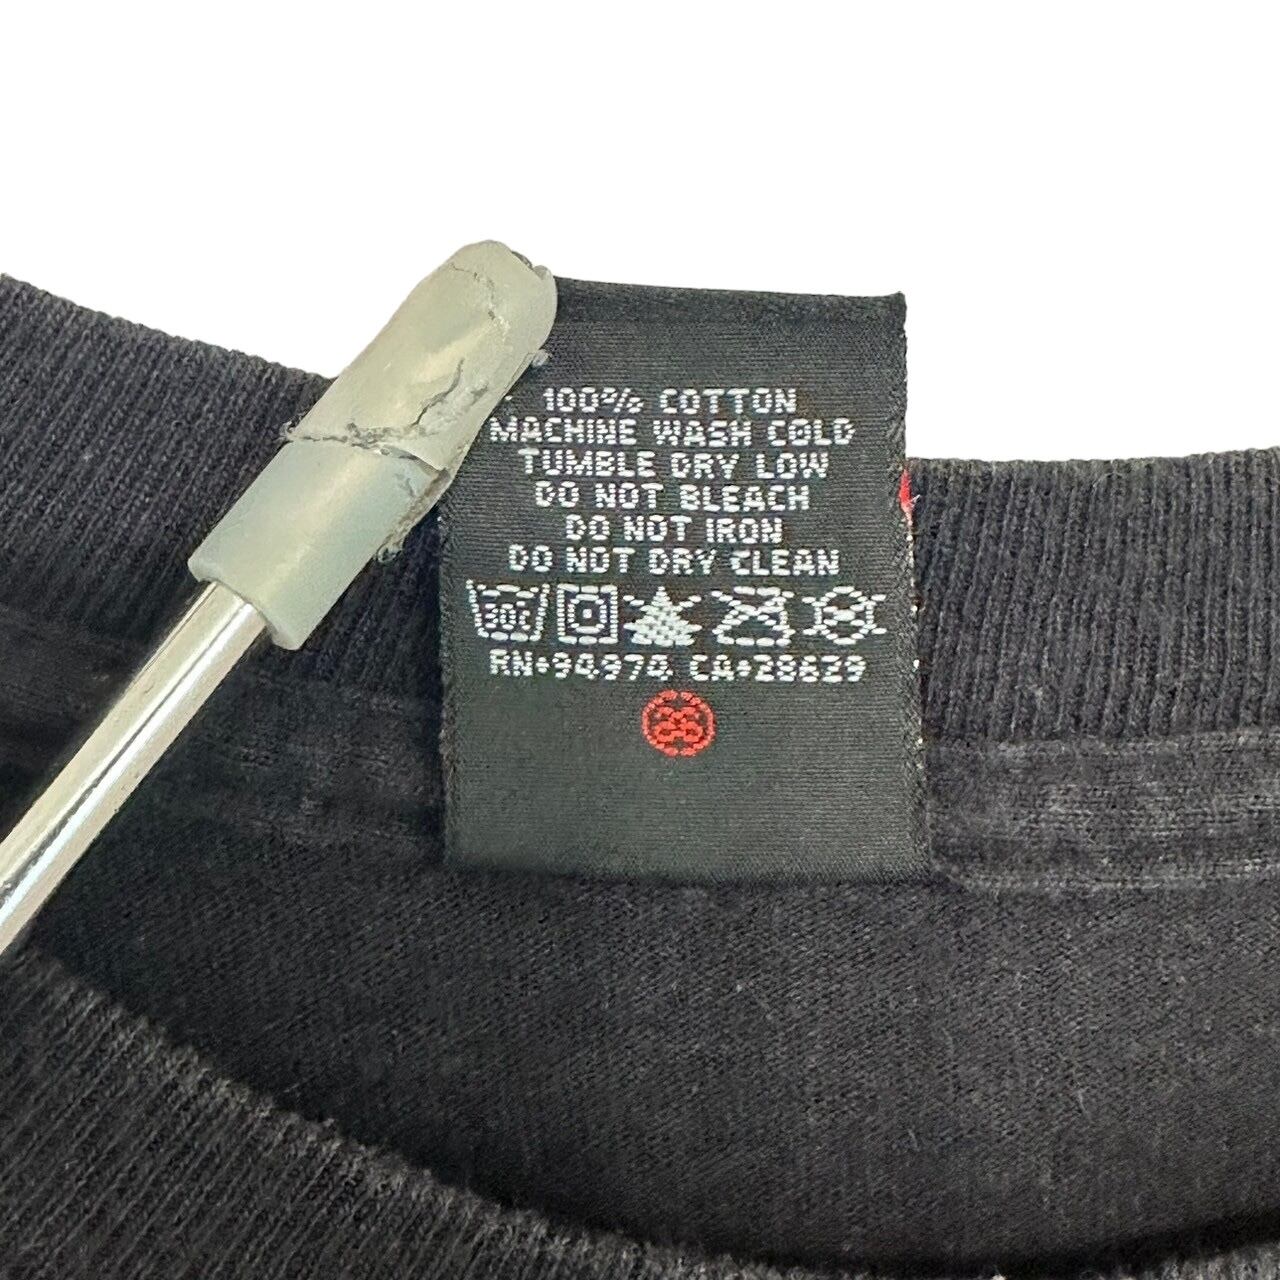 100% COTTON
MACHINE WASH COLD
TUMBLE DRY LOW
DO NOT BLEACH
DO NOT IRON
DO NOT DRY CLEAN
30C
RN#94974 CA#28629